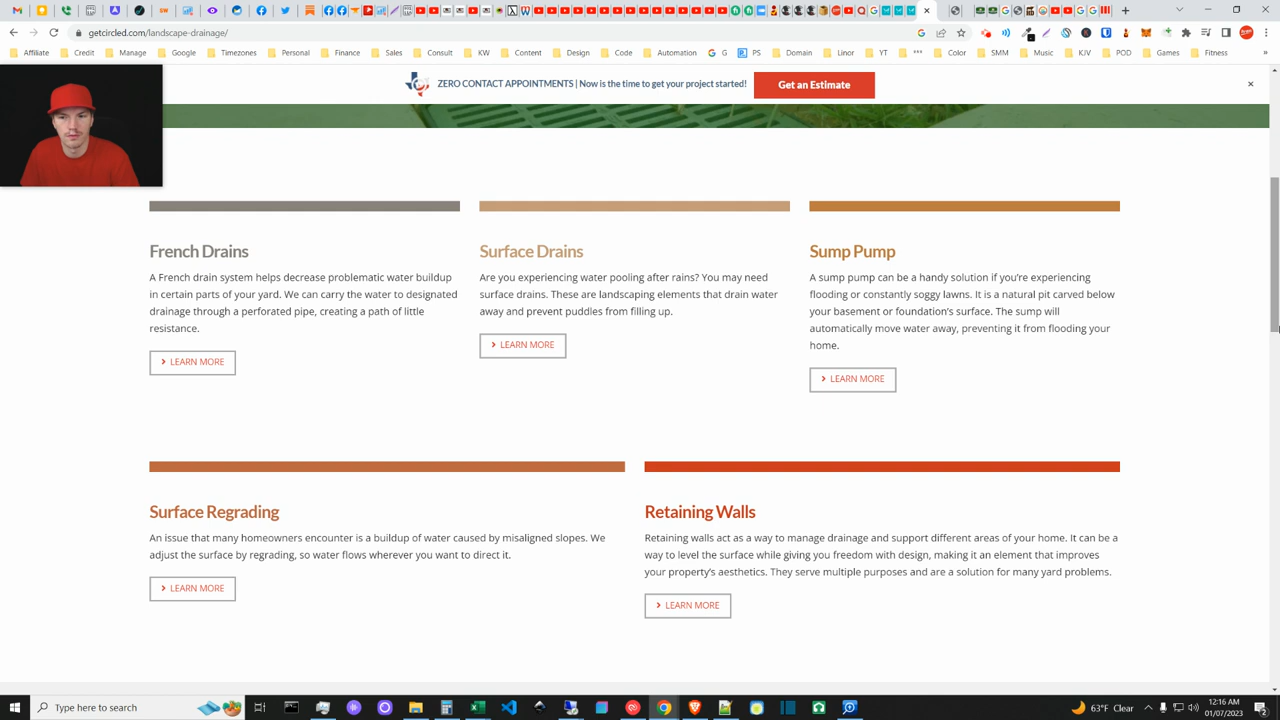 getcircled.com/landscape-drainage/
Affiliate Credit Manage Google Timezones Personal Finance Sales Consult KW Content Design Code Automation G PS Domain Linor YT Color SMM Music KJV POD Games Fitness »
ZERO CONTACT APPOINTMENTS | Now is the time to get your project started! Get an Estimate
French Drains
A French drain system helps decrease problematic water buildup
in certain parts of your yard. We can carry the water to designated
drainage through a perforated pipe, creating a path of little
resistance.
LEARN MORE
Surface Drains
Are you experiencing water pooling after rains? You may need
surface drains. These are landscaping elements that drain water
away and prevent puddles from filling up.
LEARN MORE
Sump Pump
A sump pump can be a handy solution if you're experiencing
flooding or constantly soggy lawns. It is a natural pit carved below
your basement or foundation's surface. The sump will
automatically move water away, preventing it from flooding your
home.
LEARN MORE
Surface Regrading
An issue that many homeowners encounter is a buildup of water caused by misaligned slopes. We
adjust the surface by regrading, so water flows wherever you want to direct it.
LEARN MORE
Retaining Walls
Retaining walls act as a way to manage drainage and support different areas of your home. It can be a
way to level the surface while giving you freedom with design, making it an element that improves
your property's aesthetics. They serve multiple purposes and are a solution for many yard problems.
LEARN MORE
Type here to search
63°F Clear
12:16 AM
01/07/2023
2